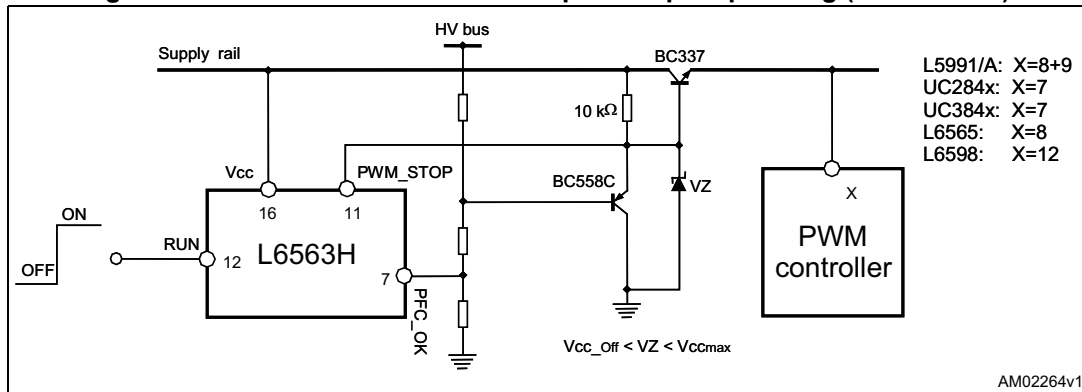 HV bus
Supply rail
BC337
L5991/A: X=8+9
UC284x: X=7
UC384x: X=7
L6565: X=8
L6598: X=12
10 kΩ
Vcc
PWM_STOP
BC558C
VZ
X
16
11
ON
OFF
RUN
12
L6563H
7
PFC_OK
PWM
controller
Vcc_Off < VZ < Vccmax
AM02264v1